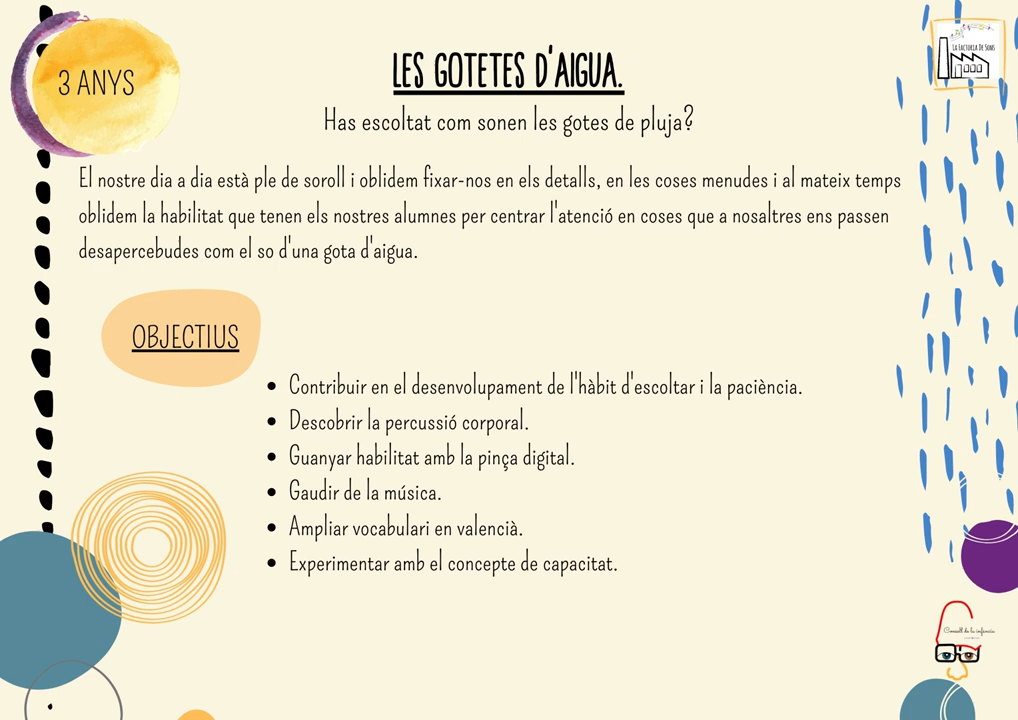 3 ANYS
LES GOTETES D'AIGUA.
La Factoria De Sons
Has escoltat com sonen les gotes de pluja?
El nostre dia a dia està ple de soroll i oblidem fixar-nos en els detalls, en les coses menudes i al mateix temps
oblidem la habilitat que tenen els nostres alumnes per centrar l'atenció en coses que a nosaltres ens passen
desapercebudes com el so d'una gota d'aigua.
OBJECTIUS
• Contribuir en el desenvolupament de l'hàbit d'escoltar i la paciència.
• Descobrir la percussió corporal.
• Guanyar habilitat amb la pinça digital.
• Gaudir de la música.
• Ampliar vocabulari en valencià.
• Experimentar amb el concepte de capacitat.
Consell de la infància